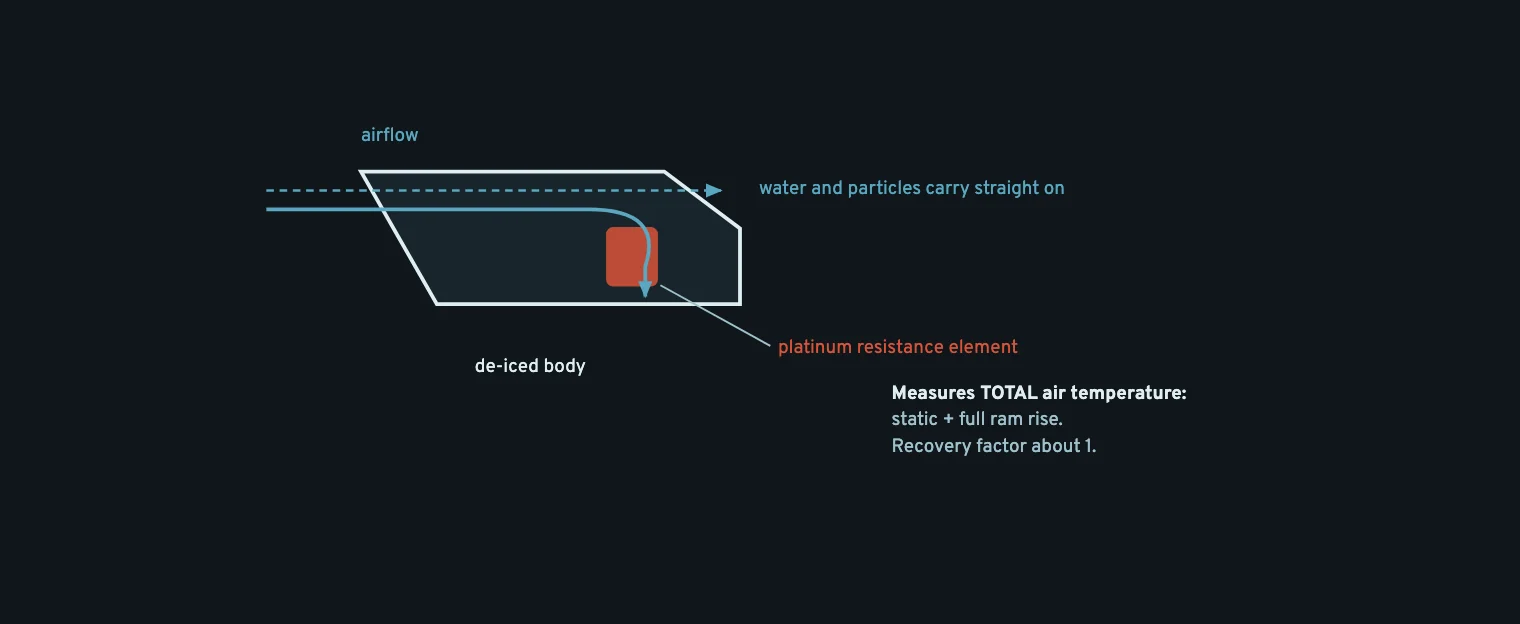 airflow
water and particles carry straight on
platinum resistance element
de-iced body
Measures TOTAL air temperature:
static + full ram rise.
Recovery factor about 1.